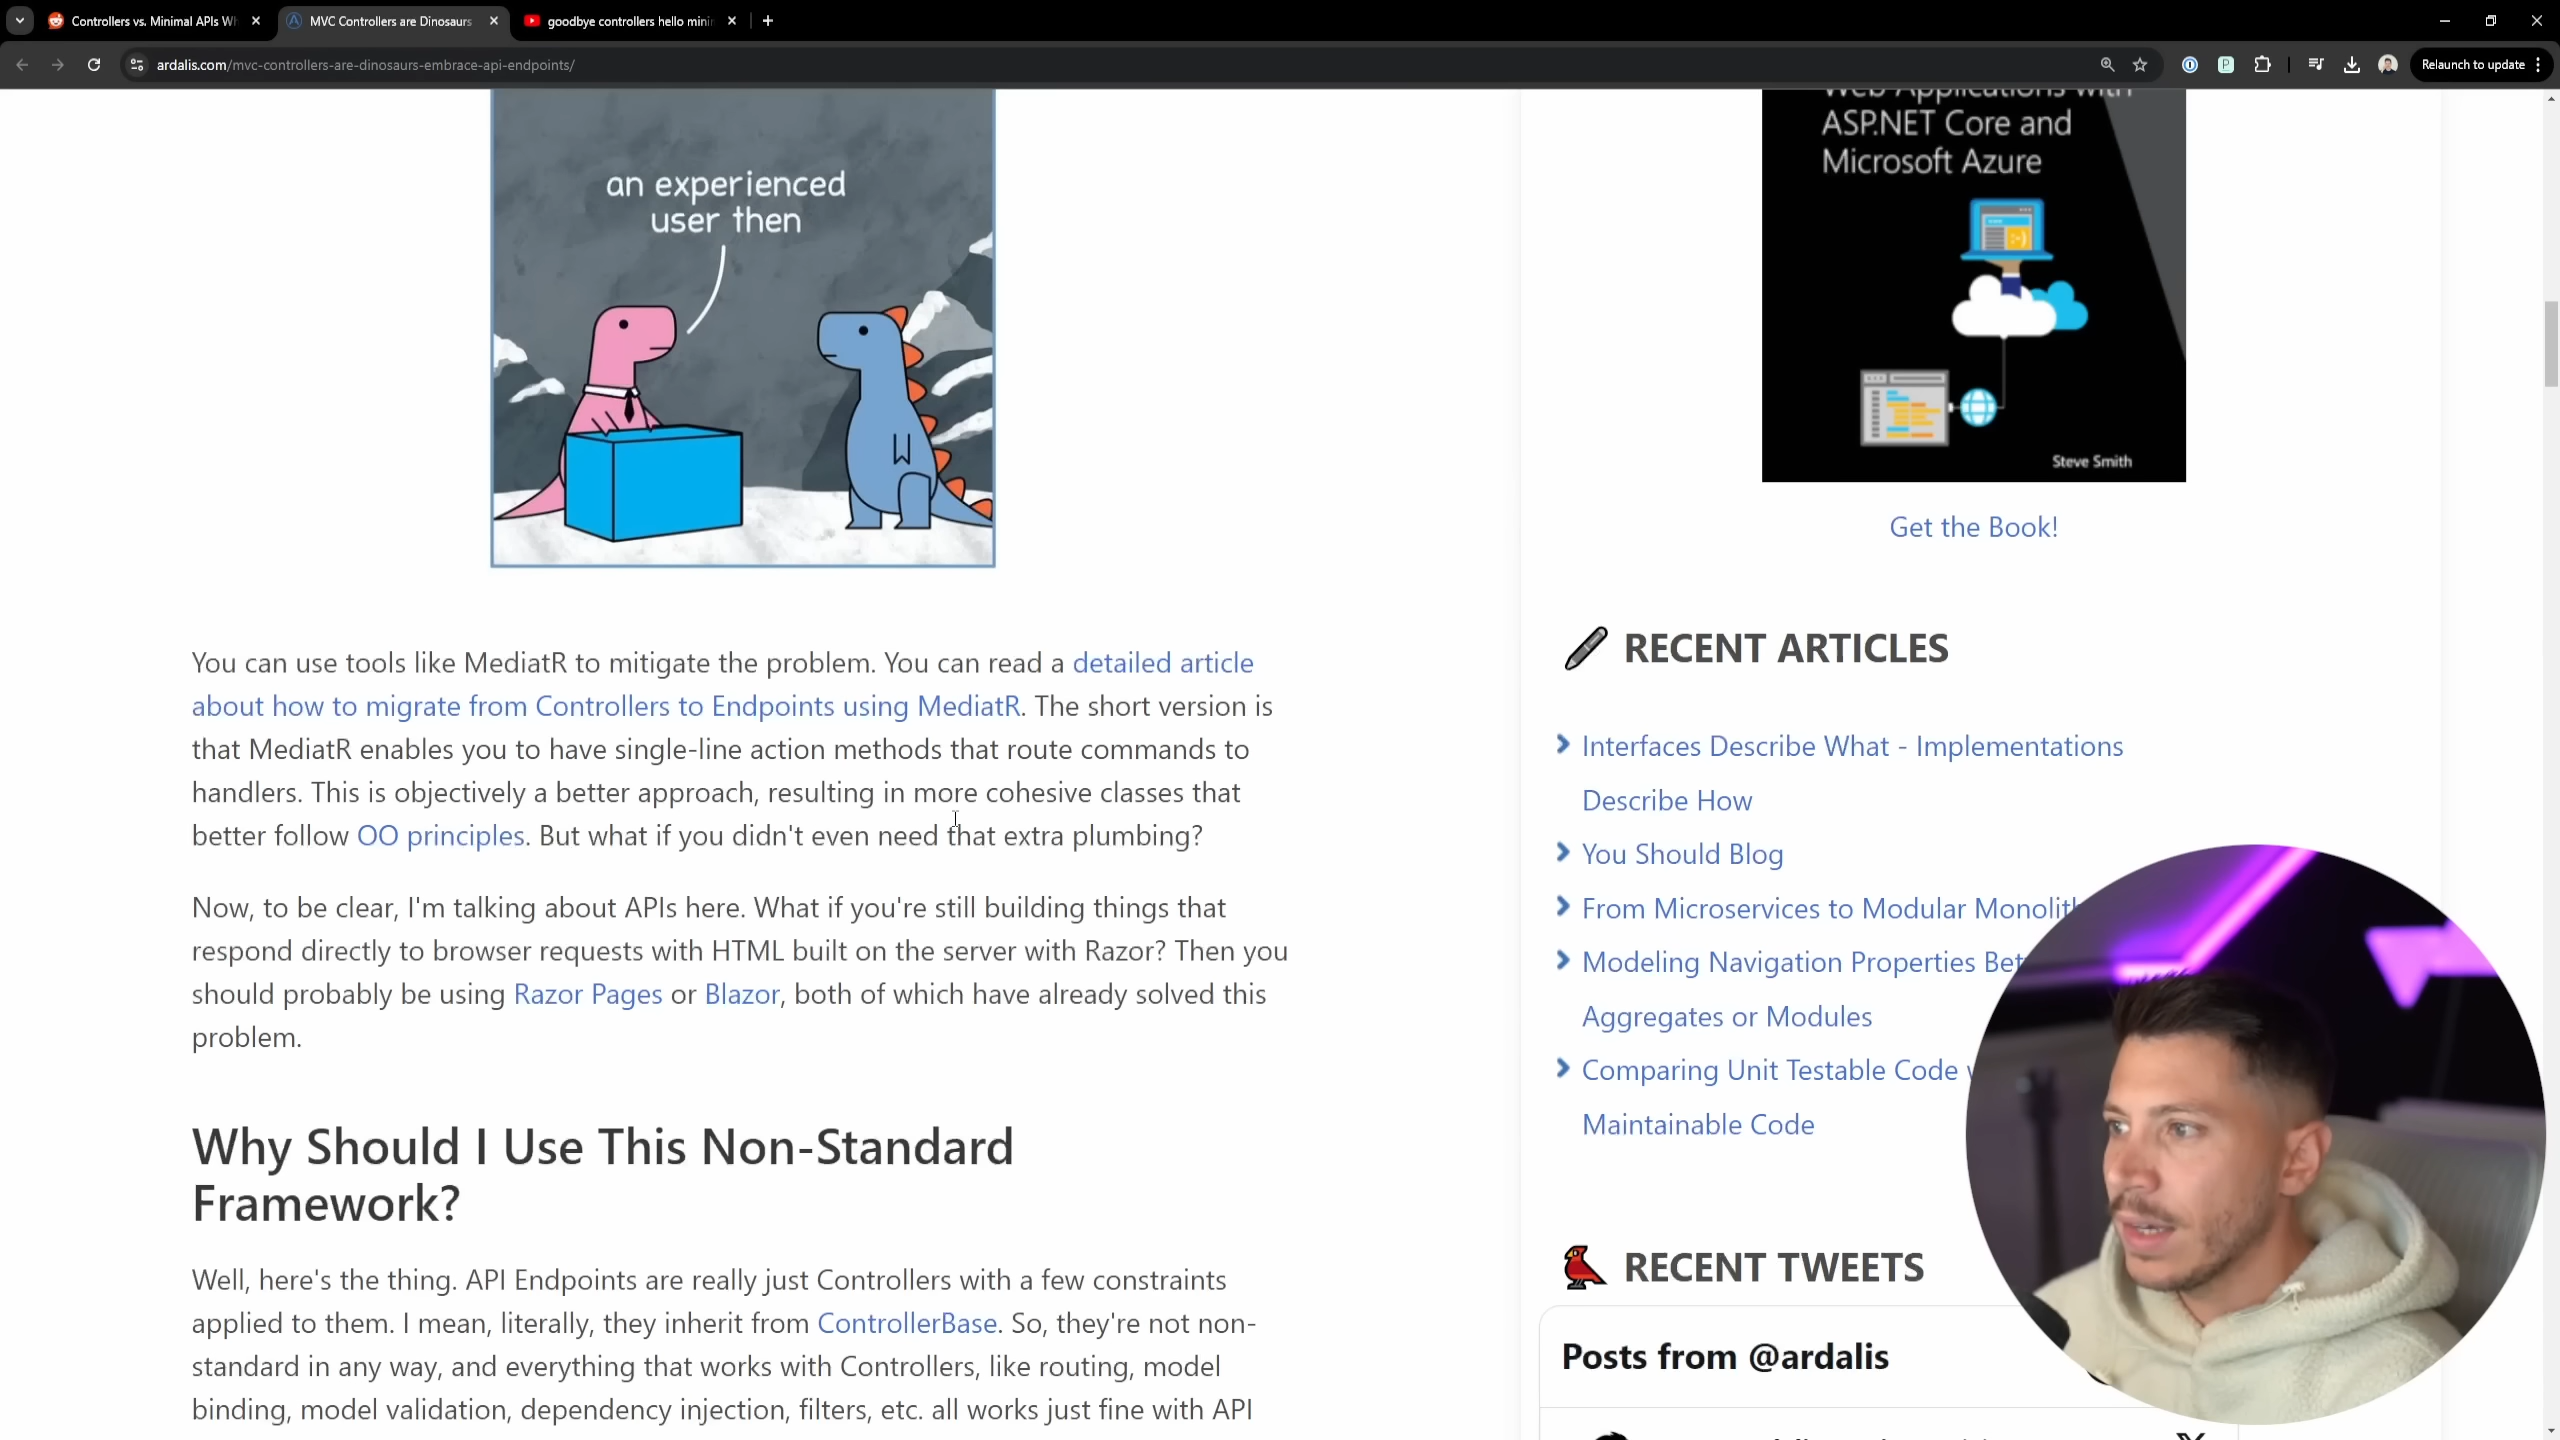 Controllers vs. Minimal APIs Wh
MVC Controllers are Dinosaurs
goodbye controllers hello mini
ardalis.com/mvc-controllers-are-dinosaurs-embrace-api-endpoints/
Relaunch to update
an experienced
user then
You can use tools like MediatR to mitigate the problem. You can read a detailed article
about how to migrate from Controllers to Endpoints using MediatR. The short version is
that MediatR enables you to have single-line action methods that route commands to
handlers. This is objectively a better approach, resulting in more cohesive classes that
better follow OO principles. But what if you didn't even need that extra plumbing?
Now, to be clear, I'm talking about APIs here. What if you're still building things that
respond directly to browser requests with HTML built on the server with Razor? Then you
should probably be using Razor Pages or Blazor, both of which have already solved this
problem.
Why Should I Use This Non-Standard
Framework?
Well, here's the thing. API Endpoints are really just Controllers with a few constraints
applied to them. I mean, literally, they inherit from ControllerBase. So, they're not non-
standard in any way, and everything that works with Controllers, like routing, model
binding, model validation, dependency injection, filters, etc. all works just fine with API
Web Applications with
ASP.NET Core and
Microsoft Azure
Steve Smith
Get the Book!
RECENT ARTICLES
Interfaces Describe What - Implementations
Describe How
You Should Blog
From Microservices to Modular Monolith
Modeling Navigation Properties Bet
Aggregates or Modules
Comparing Unit Testable Code
Maintainable Code
RECENT TWEETS
Posts from @ardalis